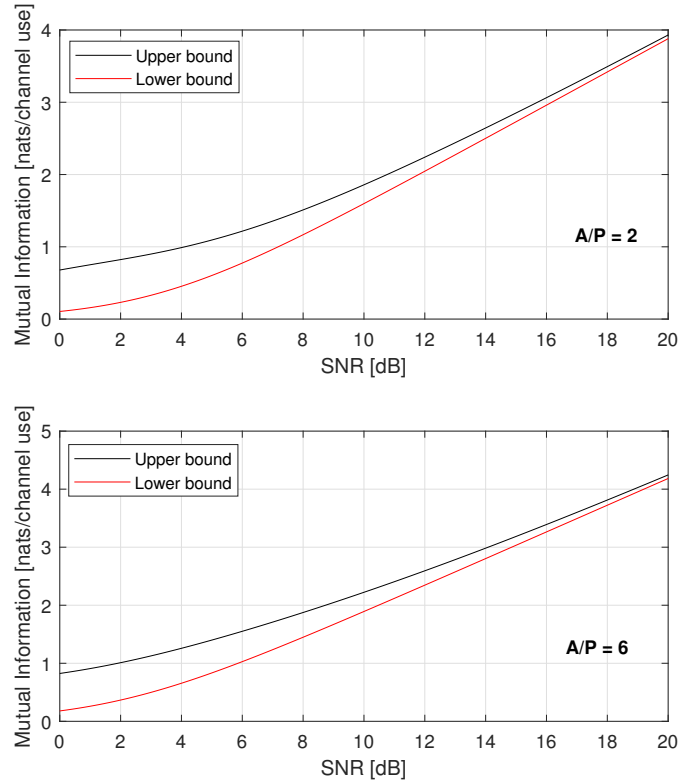 Mutual Information [nats/channel use]
4
3
2
1
0
Upper bound
Lower bound
A/P = 2
0 2 4 6 8 10 12 14 16 18 20
SNR [dB]
Mutual Information [nats/channel use]
5
4
3
2
1
0
Upper bound
Lower bound
A/P = 6
0 2 4 6 8 10 12 14 16 18 20
SNR [dB]